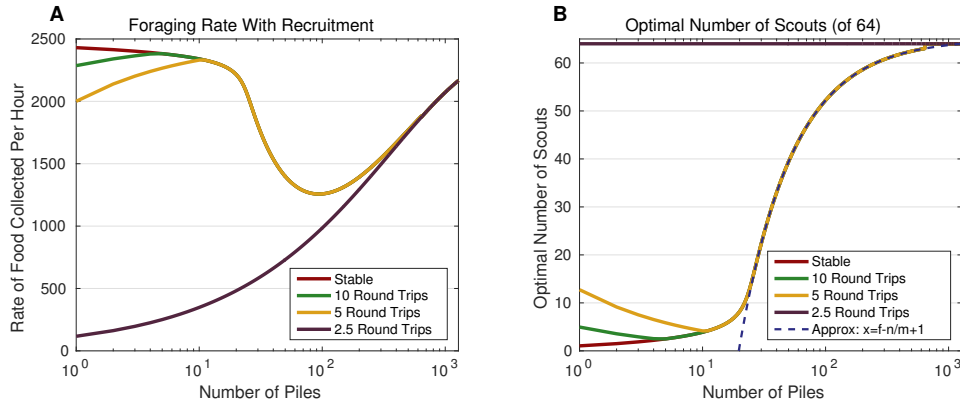 A
Foraging Rate With Recruitment
Rate of Food Collected Per Hour
2500
2000
1500
1000
500
0
10^0
10^1
10^2
10^3
Number of Piles
Stable
10 Round Trips
5 Round Trips
2.5 Round Trips
B
Optimal Number of Scouts (of 64)
Optimal Number of Scouts
60
50
40
30
20
10
0
10^0
10^1
10^2
10^3
Number of Piles
Stable
10 Round Trips
5 Round Trips
2.5 Round Trips
Approx: x=f-n/m+1